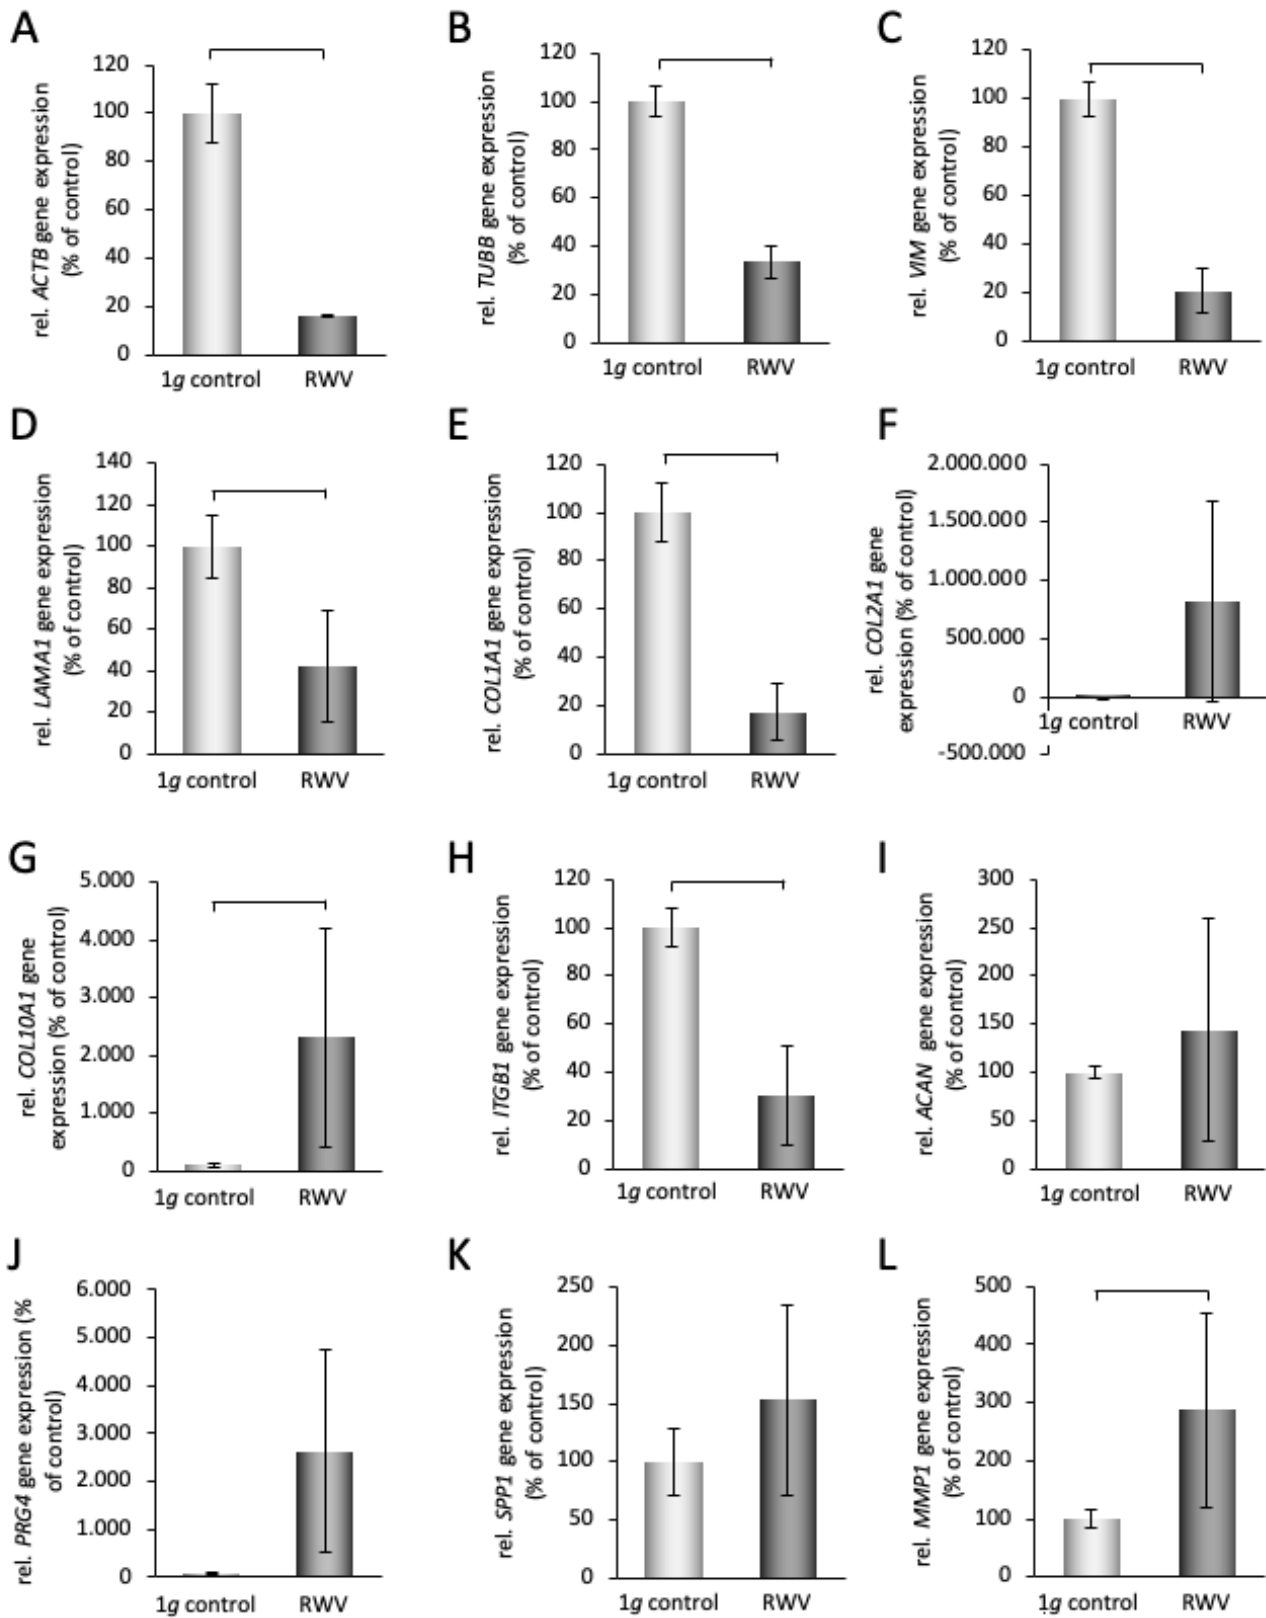 A
rel. ACTB gene expression
(% of control)
120
100
80
60
40
20
0
1g control
RWV
B
rel. TUBB gene expression
(% of control)
120
100
80
60
40
20
0
1g control
RWV
C
rel. VIM gene expression
(% of control)
120
100
80
60
40
20
0
1g control
RWV
D
rel. LAMA1 gene expression
(% of control)
140
120
100
80
60
40
20
0
1g control
RWV
E
rel. COL1A1 gene expression
(% of control)
120
100
80
60
40
20
0
1g control
RWV
F
rel. COL2A1 gene
expression (% of control)
2.000.000
1.500.000
1.000.000
500.000
0
-500.000
1g control
RWV
G
rel. COL10A1 gene
expression (% of control)
5.000
4.000
3.000
2.000
1.000
0
1g control
RWV
H
rel. ITGB1 gene expression
(% of control)
120
100
80
60
40
20
0
1g control
RWV
I
rel. ACAN gene expression
(% of control)
300
250
200
150
100
50
0
1g control
RWV
J
rel. PRG4 gene expression (%
of control)
6.000
5.000
4.000
3.000
2.000
1.000
0
1g control
RWV
K
rel. SPP1 gene expression
(% of control)
250
200
150
100
50
0
1g control
RWV
L
rel. MMP1 gene expression
(% of control)
500
400
300
200
100
0
1g control
RWV